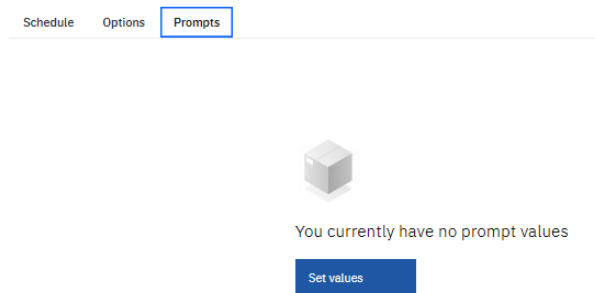 Schedule Options Prompts
You currently have no prompt values
Set values